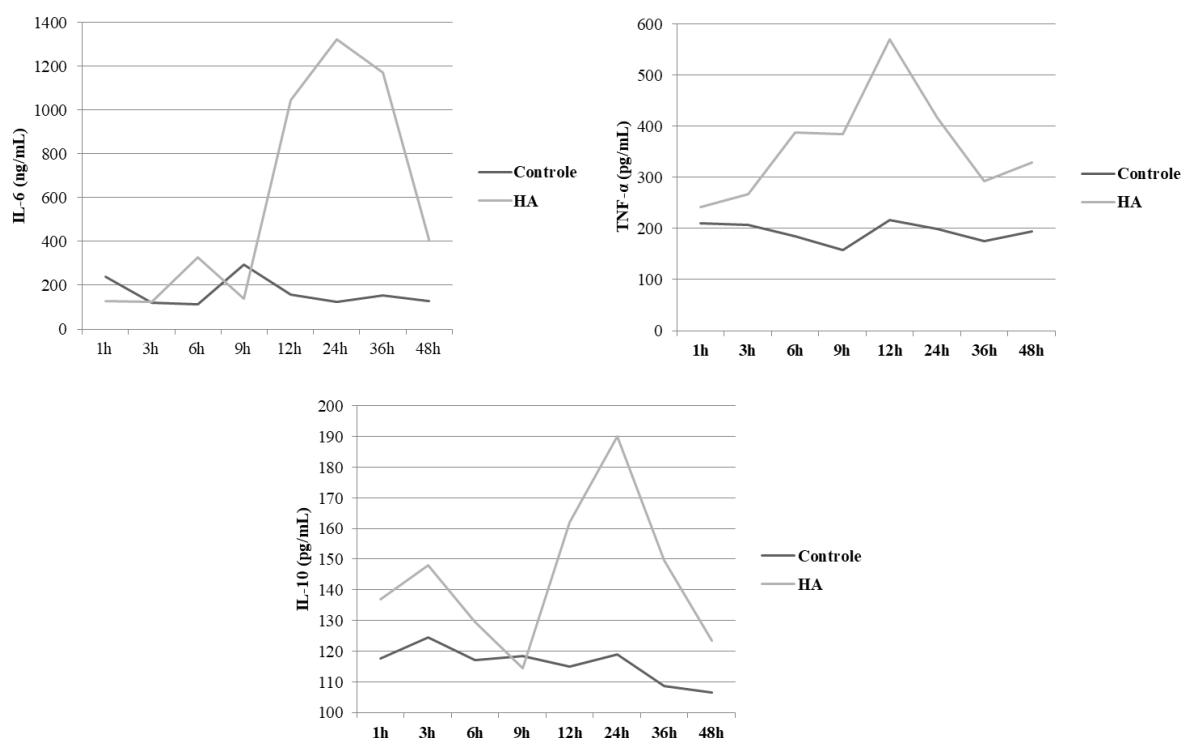 1400
1200
1000
800
600
400
200
0
IL-6 (ng/mL)
1h 3h 6h 9h 12h 24h 36h 48h
Controle
HA
600
500
400
300
200
100
0
TNF-α (pg/mL)
1h 3h 6h 9h 12h 24h 36h 48h
Controle
HA
200
190
180
170
160
150
140
130
120
110
100
IL-10 (pg/mL)
1h 3h 6h 9h 12h 24h 36h 48h
Controle
HA